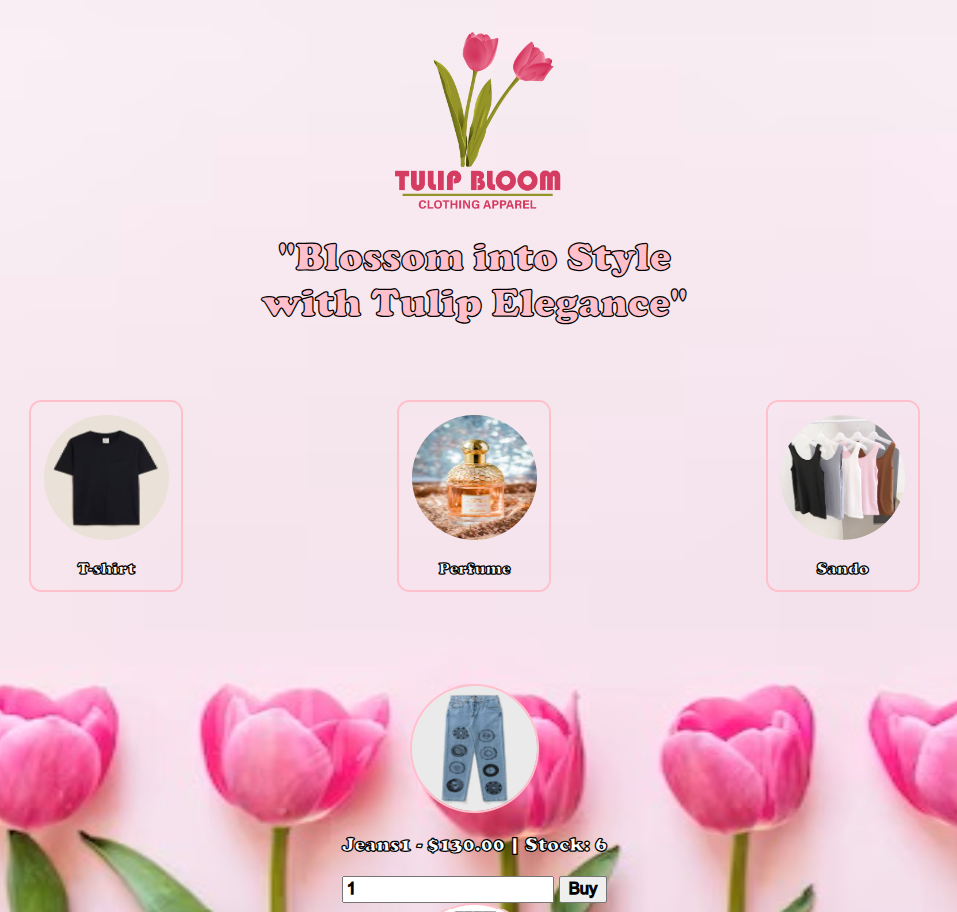 TULIP BLOOM
CLOTHING APPAREL
"Blossom into Style
with Tulip Elegance"
T-shirt
Perfume
Sando
Jeans1 - $130.00 | Stock: 6
1
Buy